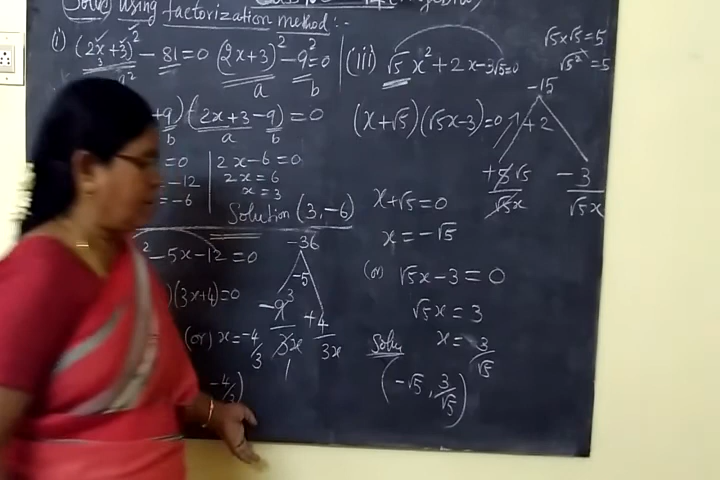 Solve using factorization method :-
(i) (2x+3)² - 81=0
(2x+3)² - 9²=0
a b
3 a²
+9) (2x+3-9) = 0
b a b
=0 | 2x-6=0
-12 | 2x=6
=-6 | x=3
Solution (3, -6)
² -5x-12=0
)(3x+4)=0
(or) x=-4/3
-4/3)
-36
-5
-9 3
3x
1
+4
3x
(iii) √5 x² + 2x - 3√5=0
√5x√5=5
√5²=5
(x+√5)(√5x-3)=0
-15
+2
+5 √5
√5x
-3
√5x
x+√5=0
x=-√5
(or) √5x-3=0
√5x=3
x=3/√5
Soln
(-√5, 3/√5)